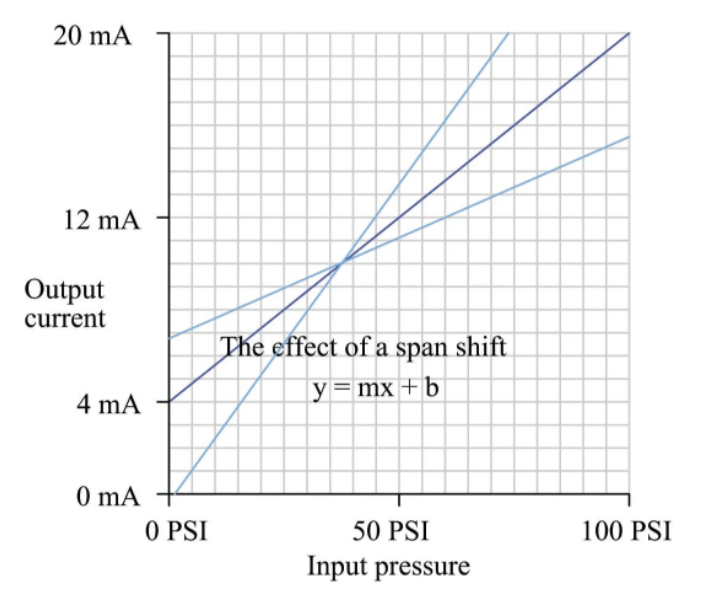 20 mA
12 mA
Output
current
The effect of a span shift
y = mx + b
4 mA
0 mA
0 PSI
50 PSI
100 PSI
Input pressure